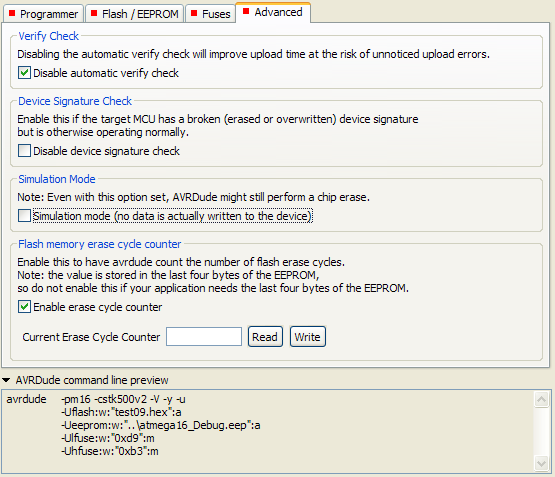 Programmer Flash / EEPROM Fuses Advanced
Verify Check
Disabling the automatic verify check will improve upload time at the risk of unnoticed upload errors.
Disable automatic verify check
Device Signature Check
Enable this if the target MCU has a broken (erased or overwritten) device signature
but is otherwise operating normally.
Disable device signature check
Simulation Mode
Note: Even with this option set, AVRDude might still perform a chip erase.
Simulation mode (no data is actually written to the device)
Flash memory erase cycle counter
Enable this to have avrdude count the number of flash erase cycles.
Note: the value is stored in the last four bytes of the EEPROM,
so do not enable this if your application needs the last four bytes of the EEPROM.
Enable erase cycle counter
Current Erase Cycle Counter Read Write
AVRDude command line preview
avrdude -pm16 -cstk500v2 -V -y -u
-Uflash:w:"test09.hex":a
-Ueeprom:w:"..\atmega16_Debug.eep":a
-Ulfuse:w:"0xd9":m
-Uhfuse:w:"0xb3":m